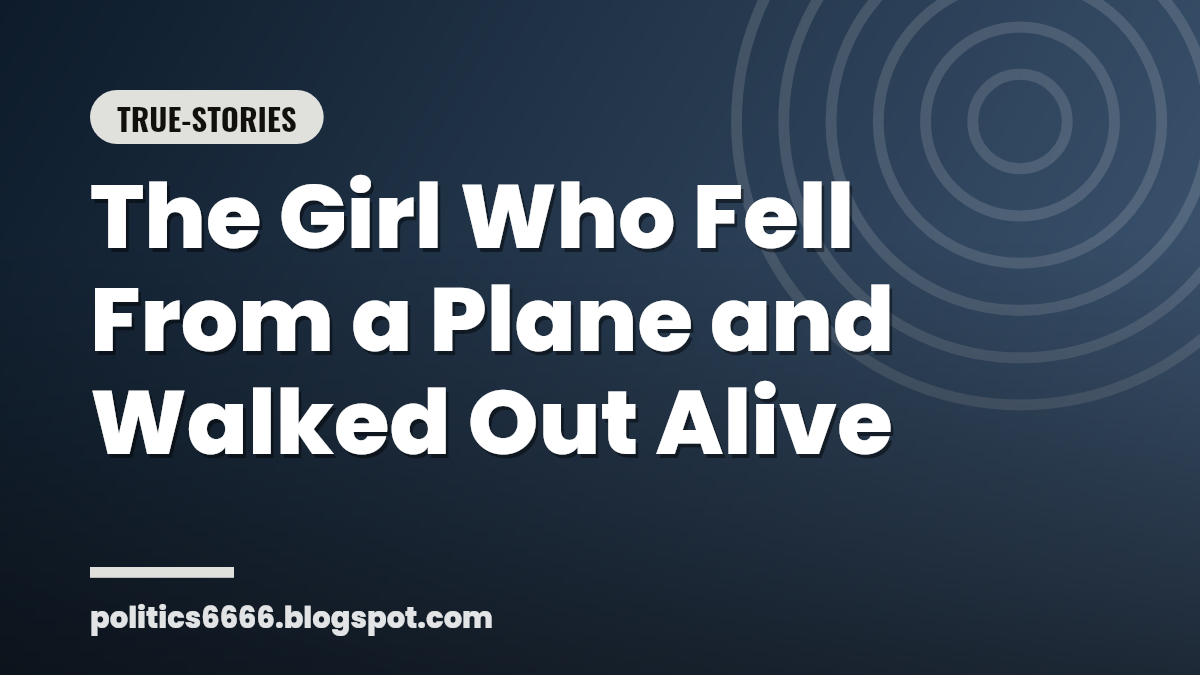 TRUE-STORIES
The Girl Who Fell
From a Plane and
Walked Out Alive
politics6666.blogspot.com